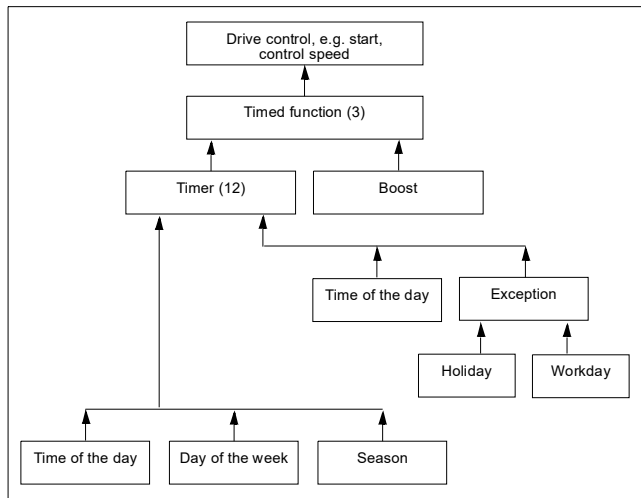 Drive control, e.g. start,
control speed
Timed function (3)
Timer (12)
Boost
Time of the day
Exception
Holiday
Workday
Time of the day
Day of the week
Season